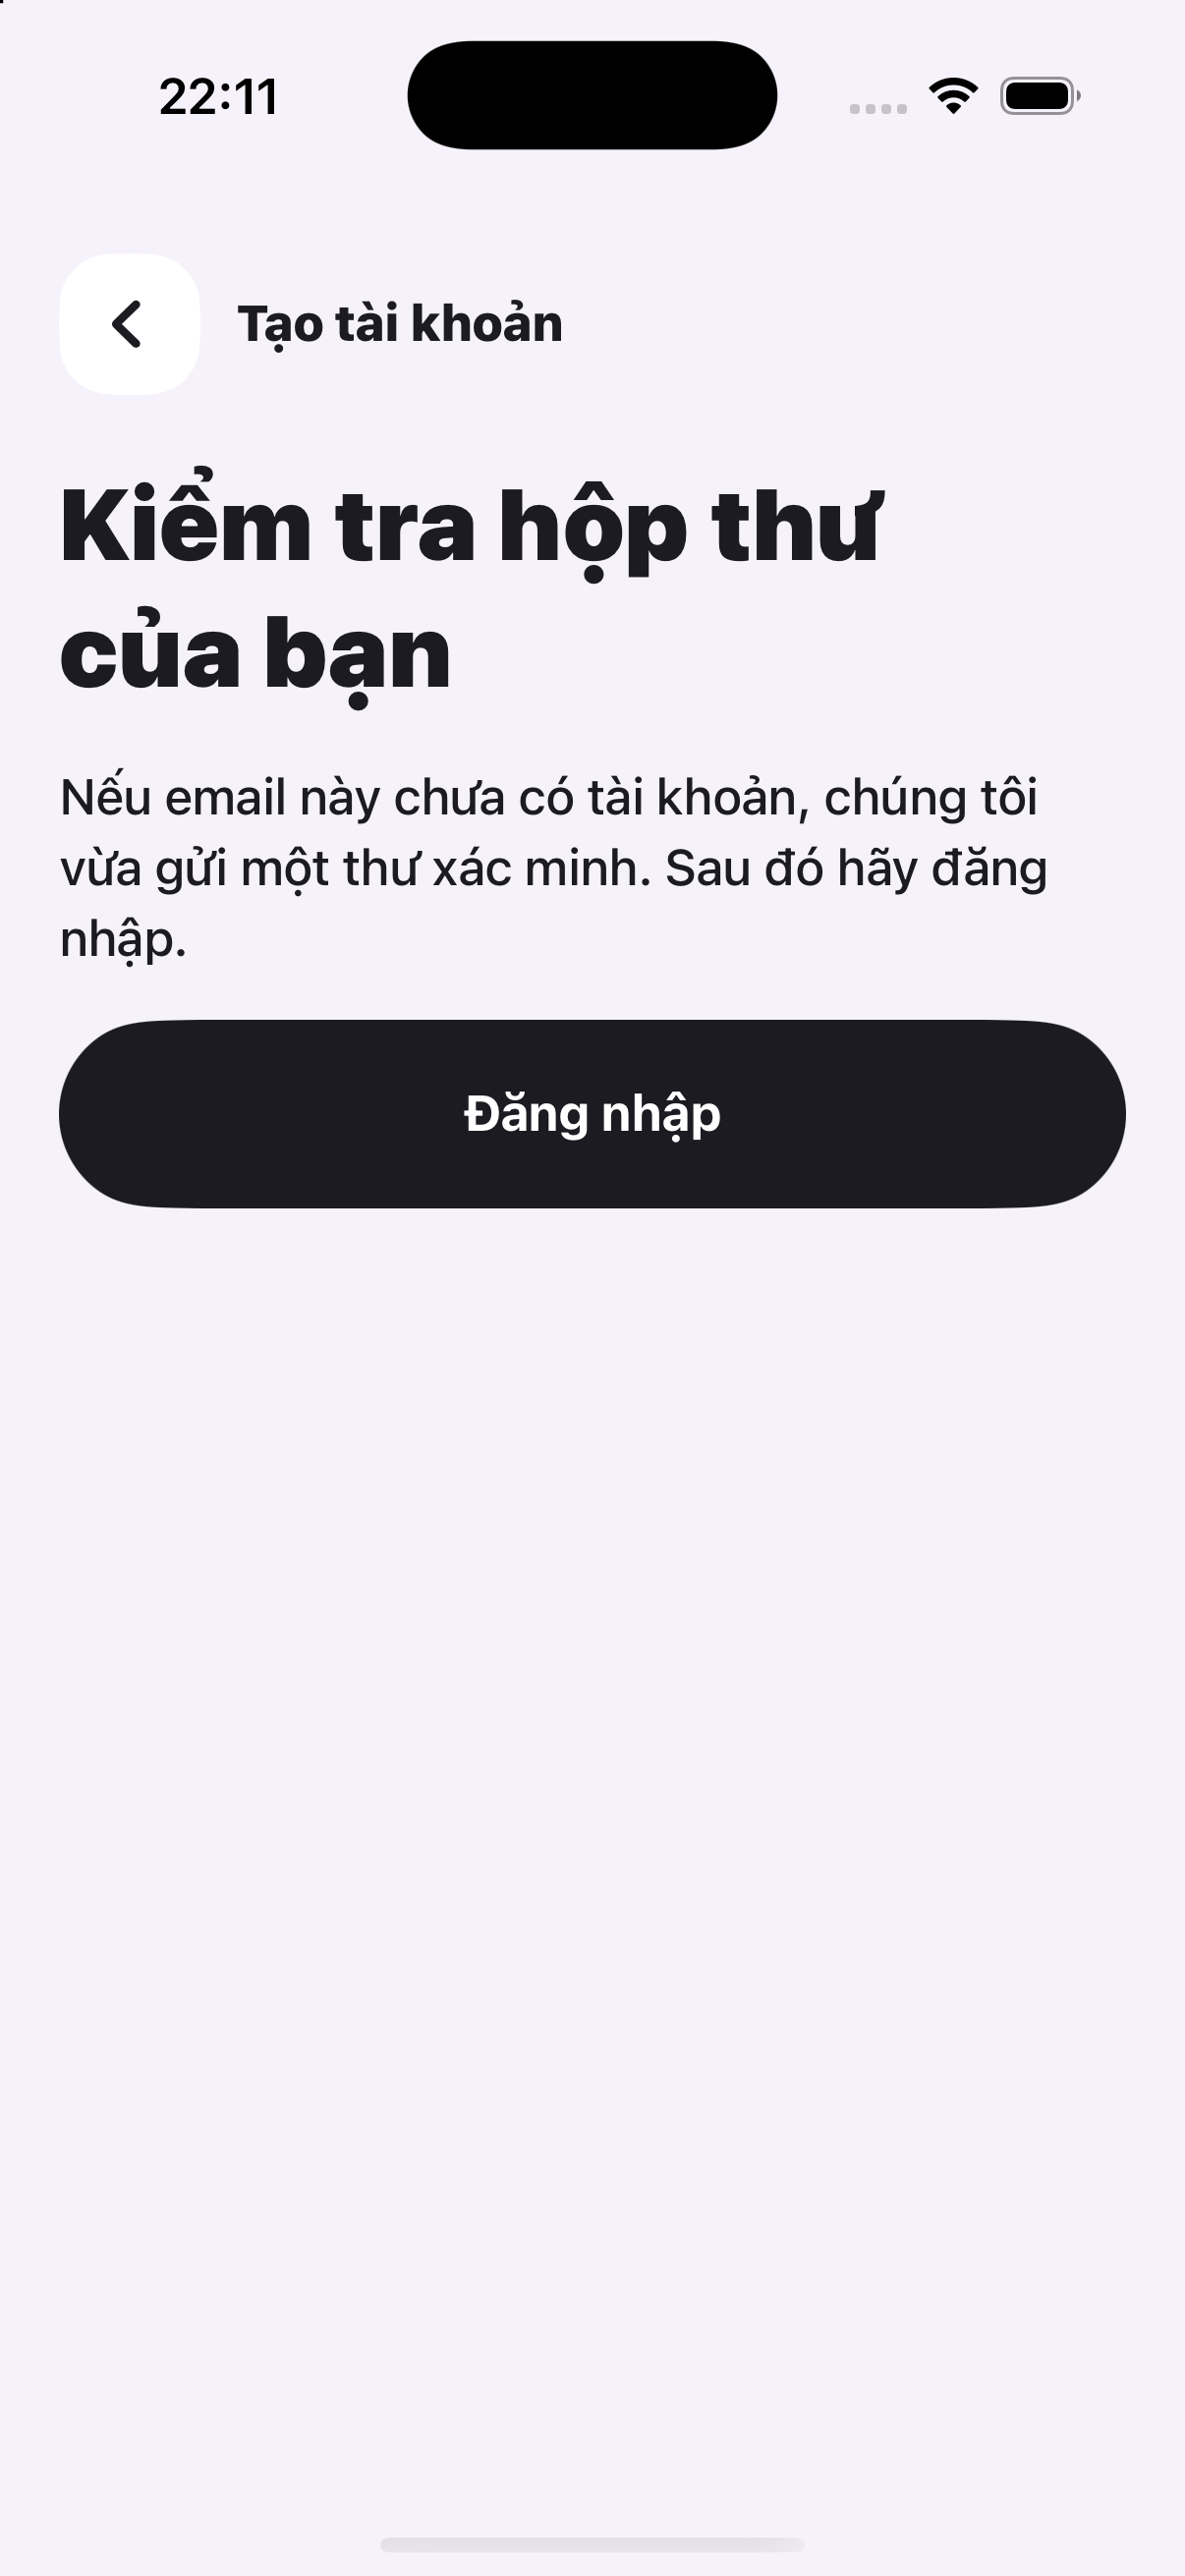 22:11
Tạo tài khoản
Kiểm tra hộp thư
của bạn
Nếu email này chưa có tài khoản, chúng tôi
vừa gửi một thư xác minh. Sau đó hãy đăng
nhập.
Đăng nhập